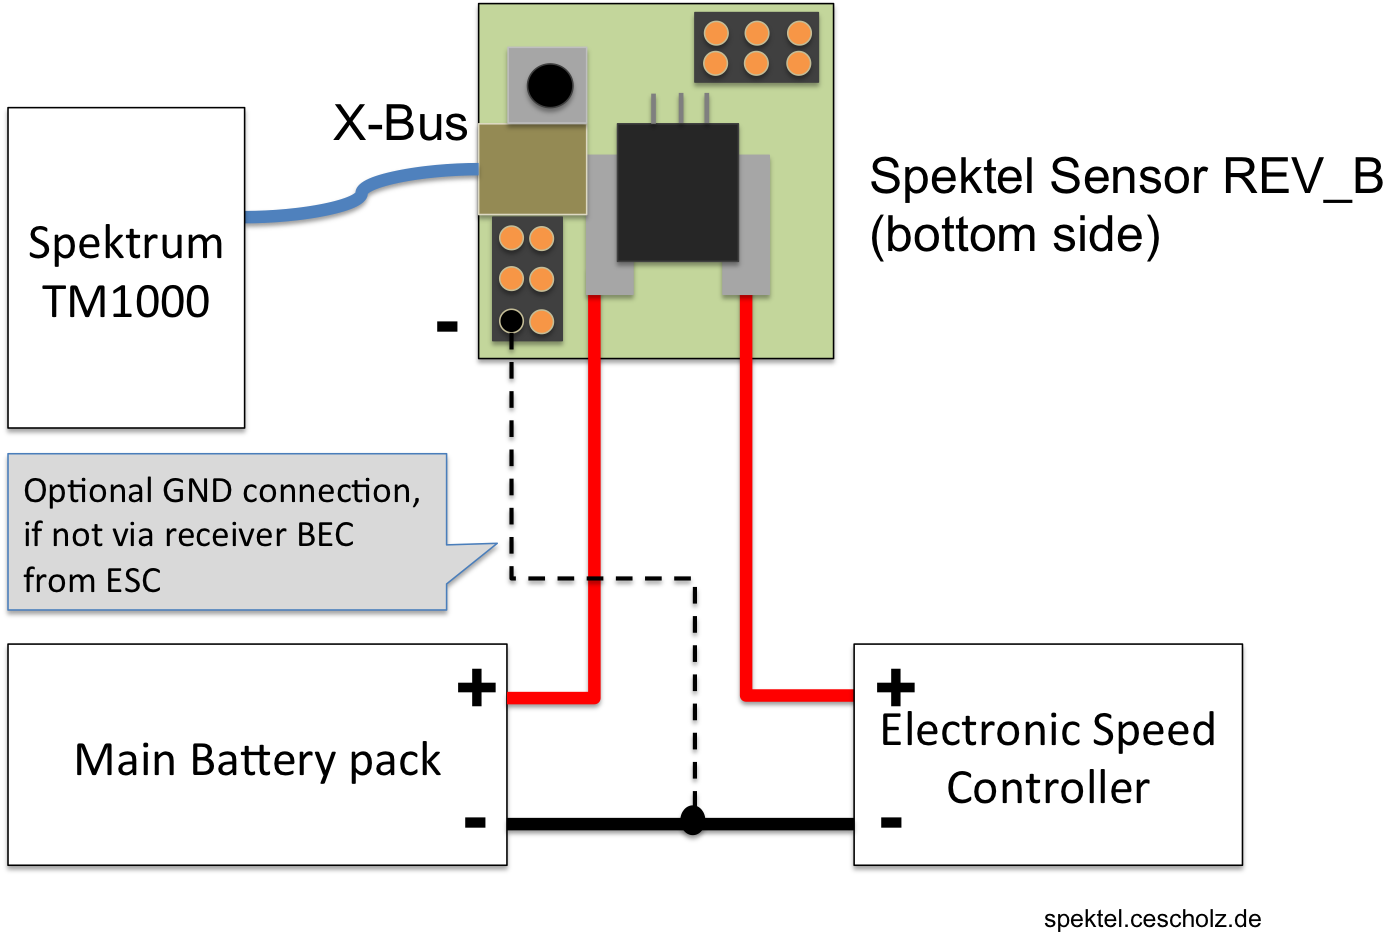 X-Bus
Spektrum
TM1000
Spektel Sensor REV_B
(bottom side)
-
Optional GND connection,
if not via receiver BEC
from ESC
+
Main Battery pack
-
+
Electronic Speed
Controller
-
spektel.cescholz.de